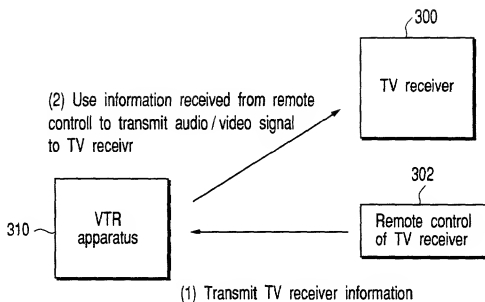 300
TV receiver
(2) Use information received from remote
controll to transmit audio / video signal
to TV receivr
302
310
VTR
apparatus
Remote control
of TV receiver
(1) Transmit TV receiver information